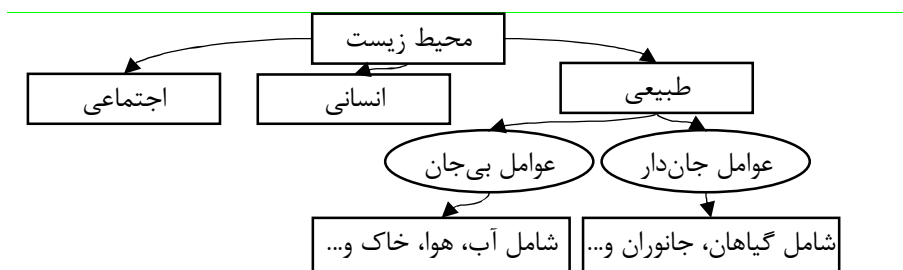 محیط زیست
طبیعی
انسانی
اجتماعی
عوامل جان‌دار
عوامل بی‌جان
شامل گیاهان، جانوران و...
شامل آب، هوا، خاک و...